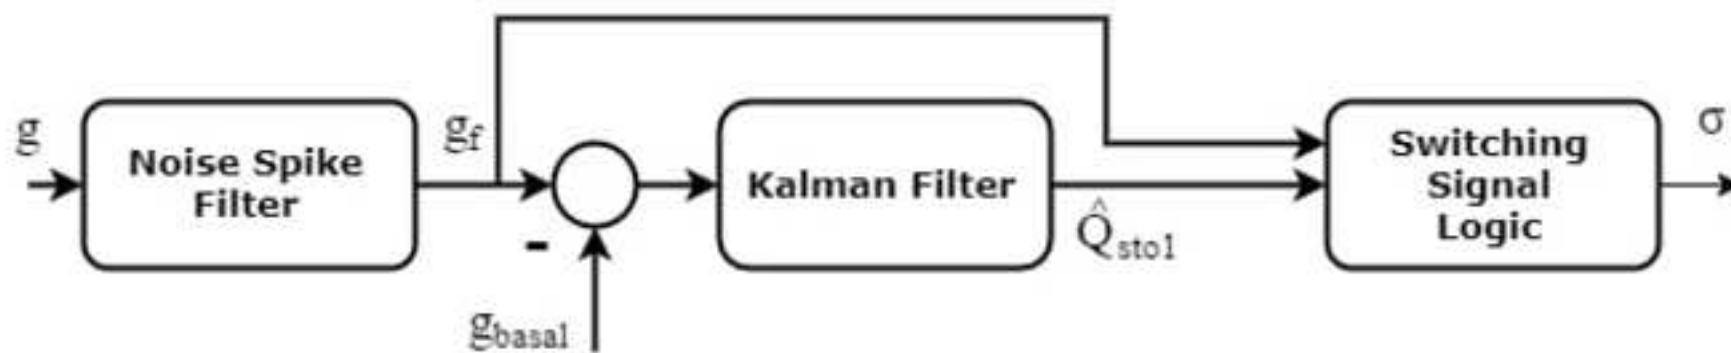 g
Noise Spike
Filter
g_f
-
g_basal
Kalman Filter
Q̂_sto1
Switching
Signal
Logic
σ